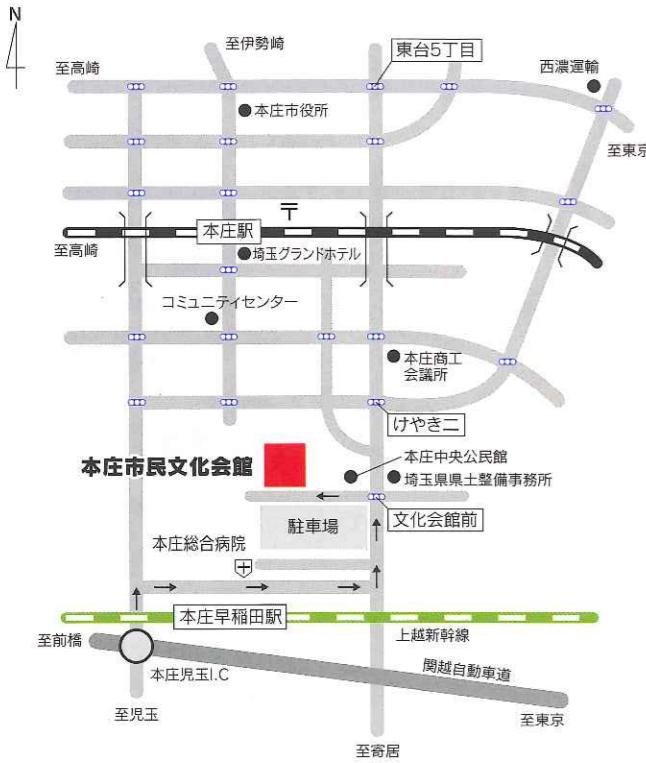 N
至伊勢崎
東台5丁目
至高崎
西濃運輸
本庄市役所
至東京
〒
本庄駅
至高崎
埼玉グランドホテル
コミュニティセンター
本庄商工
会議所
けやき二
本庄市民文化会館
本庄中央公民館
埼玉県県土整備事務所
駐車場
文化会館前
本庄総合病院
本庄早稲田駅
上越新幹線
至前橋
本庄児玉I.C
関越自動車道
至児玉
至東京
至寄居